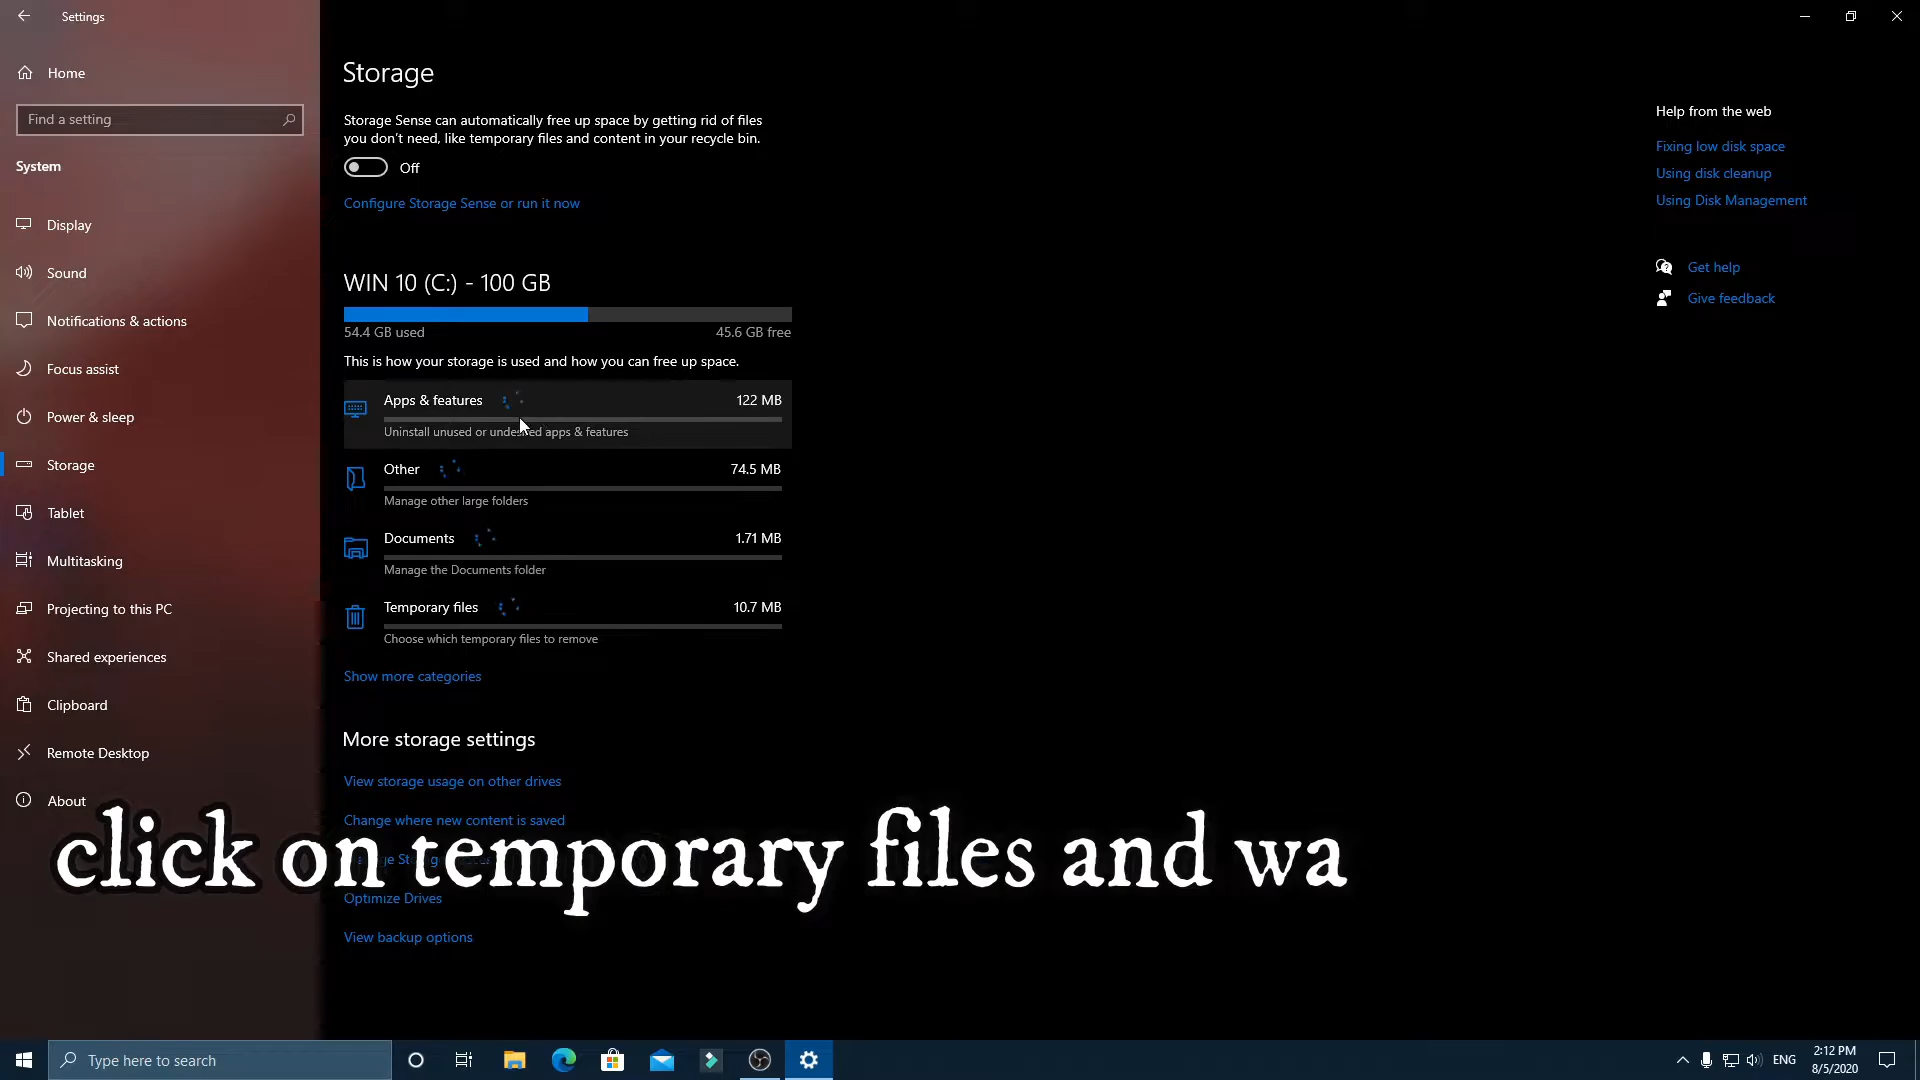 Settings
Home
Find a setting
System
Display
Sound
Notifications & actions
Focus assist
Power & sleep
Storage
Tablet
Multitasking
Projecting to this PC
Shared experiences
Clipboard
Remote Desktop
About
Storage
Storage Sense can automatically free up space by getting rid of files
you don't need, like temporary files and content in your recycle bin.
Off
Configure Storage Sense or run it now
WIN 10 (C:) - 100 GB
54.4 GB used 45.6 GB free
This is how your storage is used and how you can free up space.
Apps & features 122 MB
Uninstall unused or undesired apps & features
Other 74.5 MB
Manage other large folders
Documents 1.71 MB
Manage the Documents folder
Temporary files 10.7 MB
Choose which temporary files to remove
Show more categories
More storage settings
View storage usage on other drives
Change where new content is saved
Optimize Drives
View backup options
Help from the web
Fixing low disk space
Using disk cleanup
Using Disk Management
Get help
Give feedback
click on temporary files and wa
Type here to search
ENG
2:12 PM
8/5/2020